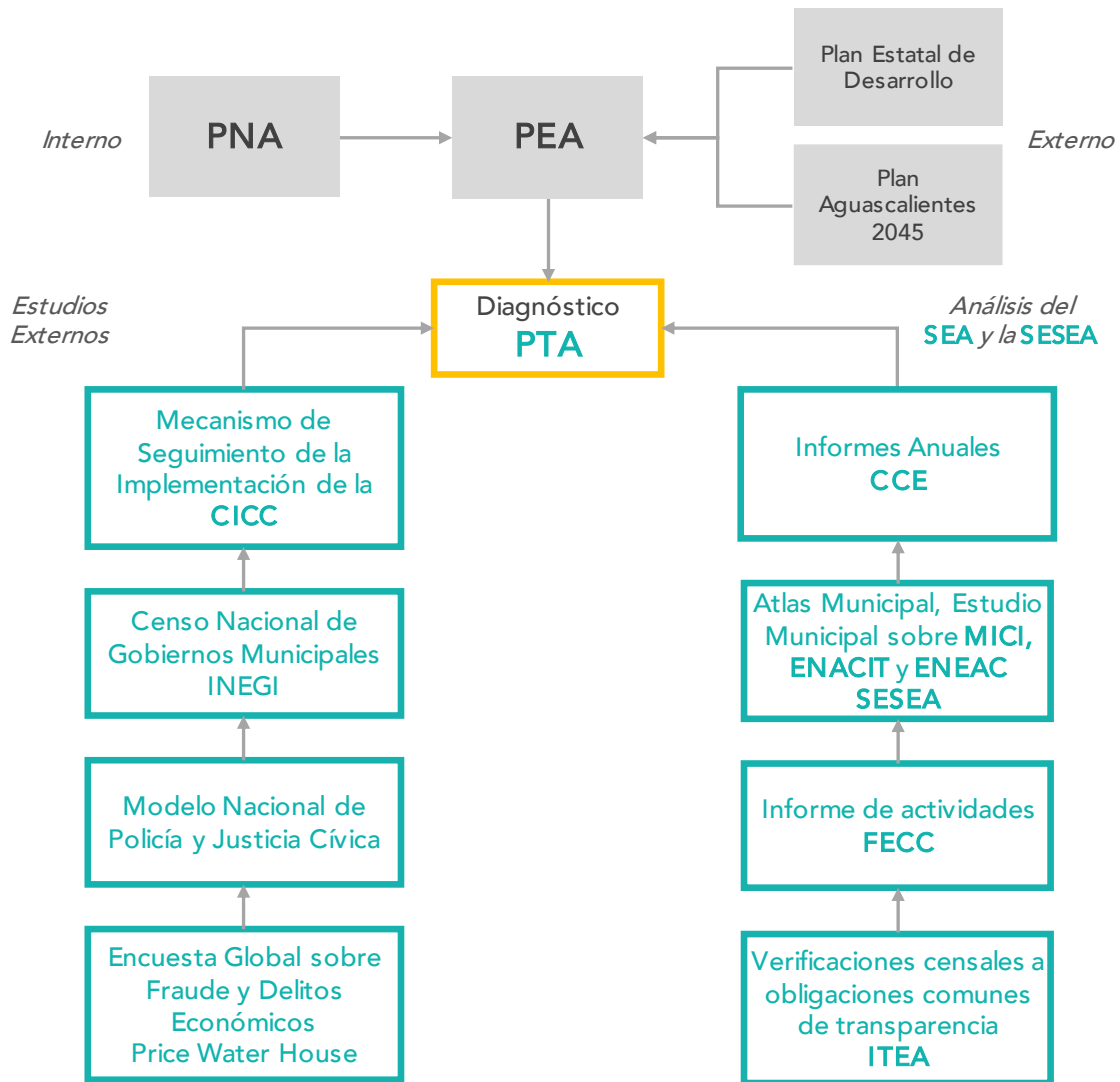 Interno
PNA
PEA
Plan Estatal de
Desarrollo
Plan
Aguascalientes
2045
Externo
Estudios
Externos
Diagnóstico
PTA
Análisis del
SEA y la SESEA
Mecanismo de
Seguimiento de la
Implementación de la
CICC
Censo Nacional de
Gobiernos Municipales
INEGI
Modelo Nacional de
Policía y Justicia Cívica
Encuesta Global sobre
Fraude y Delitos
Económicos
Price Water House
Informes Anuales
CCE
Atlas Municipal, Estudio
Municipal sobre MICI,
ENACIT y ENEAC
SESEA
Informe de actividades
FECC
Verificaciones censales a
obligaciones comunes
de transparencia
ITEA